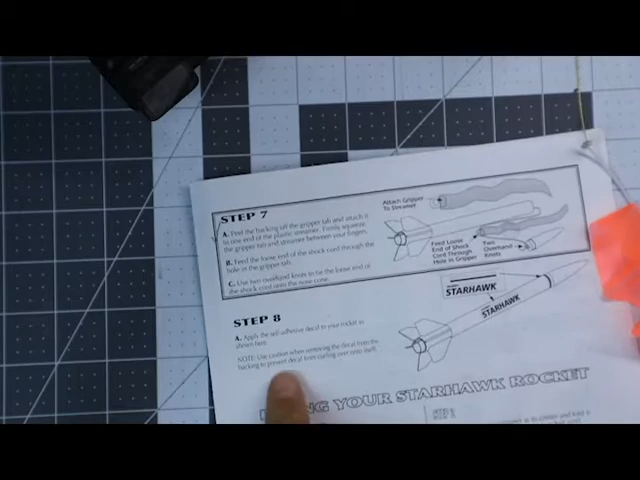 STEP 7
A. Peel the backing off the gripper tab and attach it
to one end of the plastic streamer. Firmly squeeze
the gripper tab and streamer between your fingers.
B. Feed the loose end of the shock cord through the
hole in the gripper tab.
C. Use two overhand knots to tie the loose end of
the shock cord onto the nose cone.
Attach Gripper
To Streamer
Feed Loose
End of Shock
Cord Through
Hole in Gripper
Two
Overhand
Knots
STEP 8
A. Apply the self-adhesive decal to your rocket as
shown here.
NOTE: Use caution when removing the decal from the
backing to prevent decal from curling over onto itself.
STARHAWK
STARHAWK
YOUR STARHAWK ROCKET
STEP 2